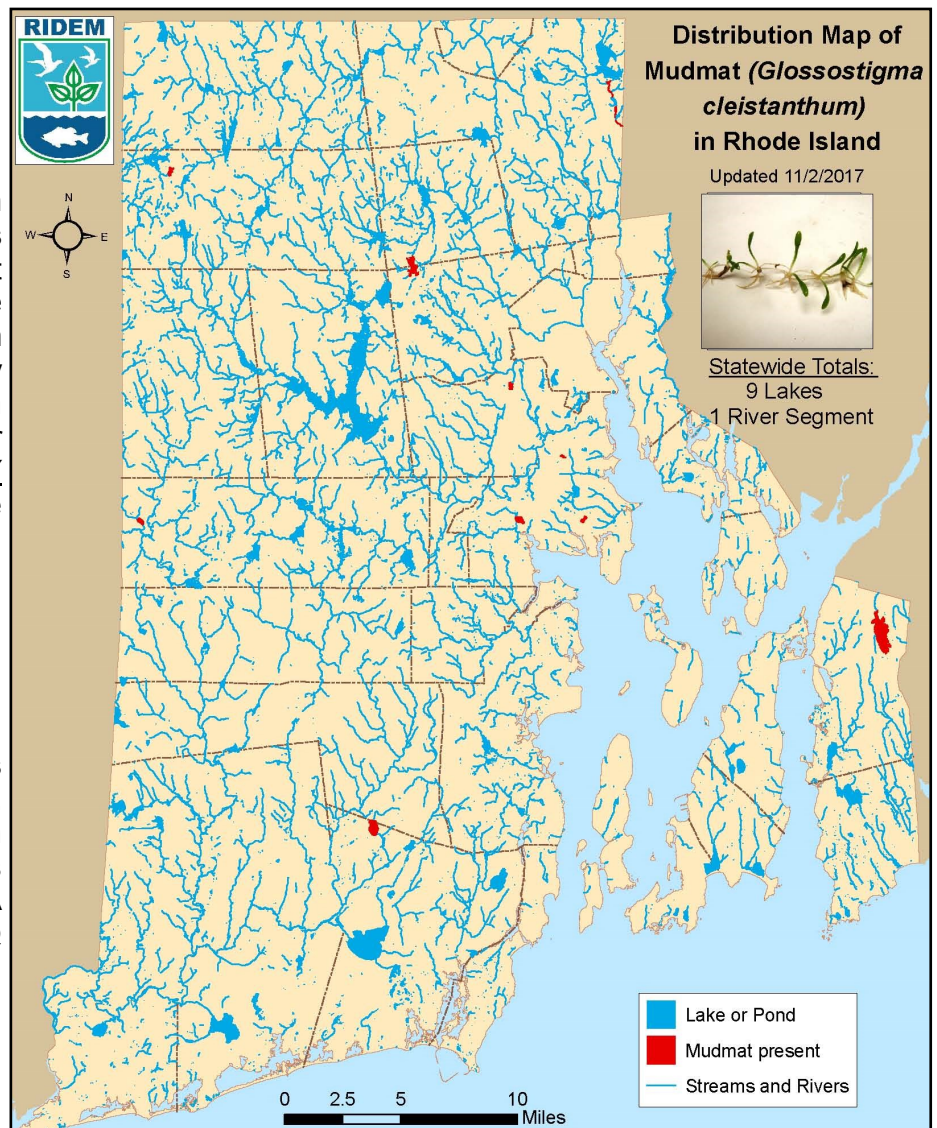 RIDEM
Distribution Map of
Mudmat (Glossostigma
cleistanthum)
in Rhode Island
Updated 11/2/2017
N
W
E
S
Statewide Totals:
9 Lakes
1 River Segment
Lake or Pond
Mudmat present
Streams and Rivers
0 2.5 5 10
Miles